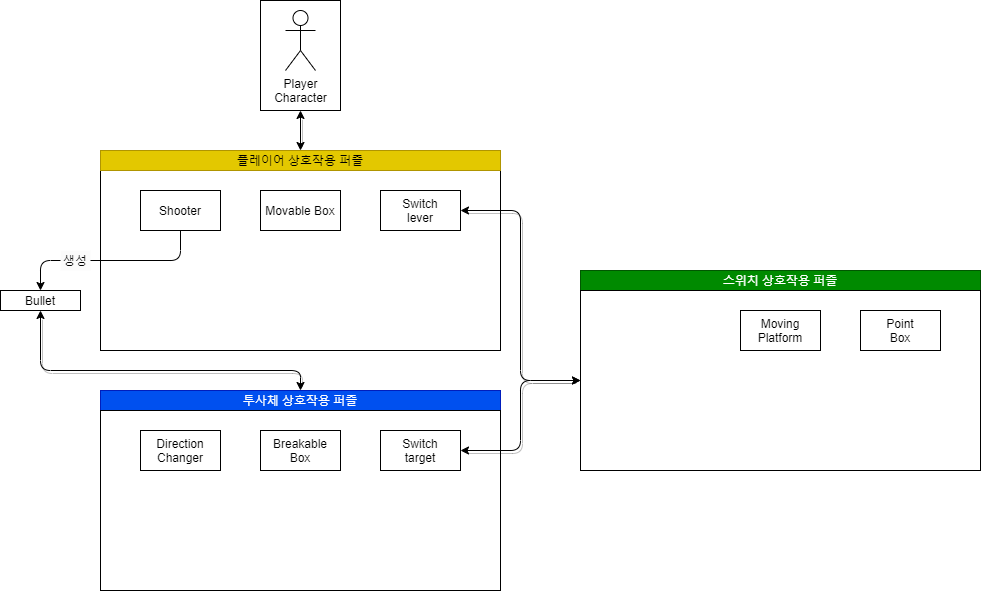 Player
Character
플레이어 상호작용 퍼즐
Shooter
Movable Box
Switch
lever
생성
Bullet
스위치 상호작용 퍼즐
Moving
Platform
Point
Box
투사체 상호작용 퍼즐
Direction
Changer
Breakable
Box
Switch
target